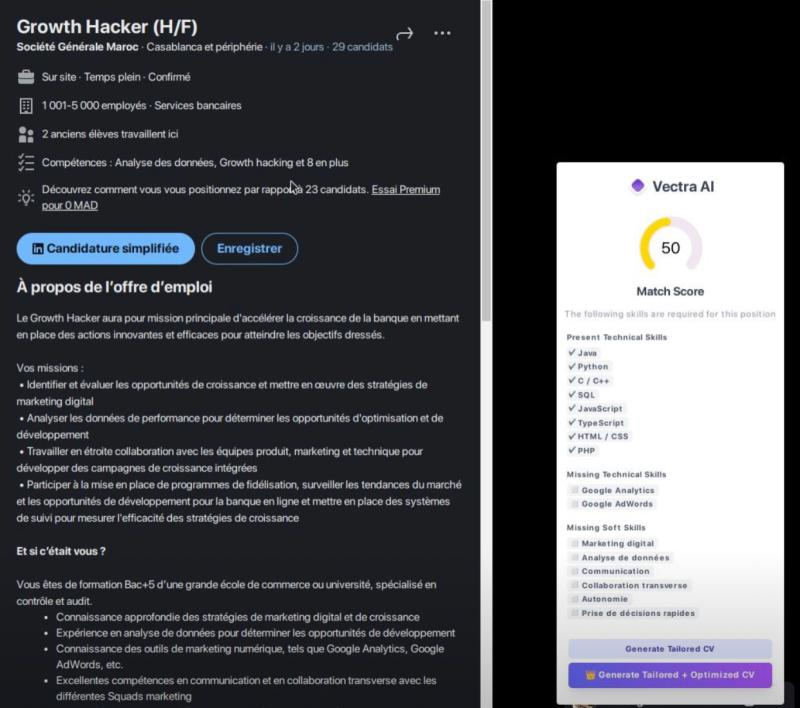 Growth Hacker (H/F)
Société Générale Maroc · Casablanca et périphérie · il y a 2 jours · 29 candidats
Sur site · Temps plein · Confirmé
1 001-5 000 employés · Services bancaires
2 anciens élèves travaillent ici
Compétences : Analyse des données, Growth hacking et 8 en plus
Découvrez comment vous vous positionnez par rapport à 23 candidats. Essai Premium
pour 0 MAD
in Candidature simplifiée
Enregistrer
À propos de l'offre d'emploi
Le Growth Hacker aura pour mission principale d'accélérer la croissance de la banque en mettant
en place des actions innovantes et efficaces pour atteindre les objectifs dressés.
Vos missions :
• Identifier et évaluer les opportunités de croissance et mettre en œuvre des stratégies de
marketing digital
• Analyser les données de performance pour déterminer les opportunités d'optimisation et de
développement
• Travailler en étroite collaboration avec les équipes produit, marketing et technique pour
développer des campagnes de croissance intégrées
• Participer à la mise en place de programmes de fidélisation, surveiller les tendances du marché
et les opportunités de développement pour la banque en ligne et mettre en place des systèmes
de suivi pour mesurer l'efficacité des stratégies de croissance
Et si c'était vous ?
Vous êtes de formation Bac+5 d'une grande école de commerce ou université, spécialisé en
contrôle et audit.
• Connaissance approfondie des stratégies de marketing digital et de croissance
• Expérience en analyse de données pour déterminer les opportunités de développement
• Connaissance des outils de marketing numérique, tels que Google Analytics, Google
AdWords, etc.
• Excellentes compétences en communication et en collaboration transverse avec les
différentes Squads marketing
Vectra AI
50
Match Score
The following skills are required for this position
Present Technical Skills
✓ Java
✓ Python
✓ C / C++
✓ SQL
✓ JavaScript
✓ TypeScript
✓ HTML / CSS
✓ PHP
Missing Technical Skills
Google Analytics
Google AdWords
Missing Soft Skills
Marketing digital
Analyse de données
Communication
Collaboration transverse
Autonomie
Prise de décisions rapides
Generate Tailored CV
Generate Tailored + Optimized CV